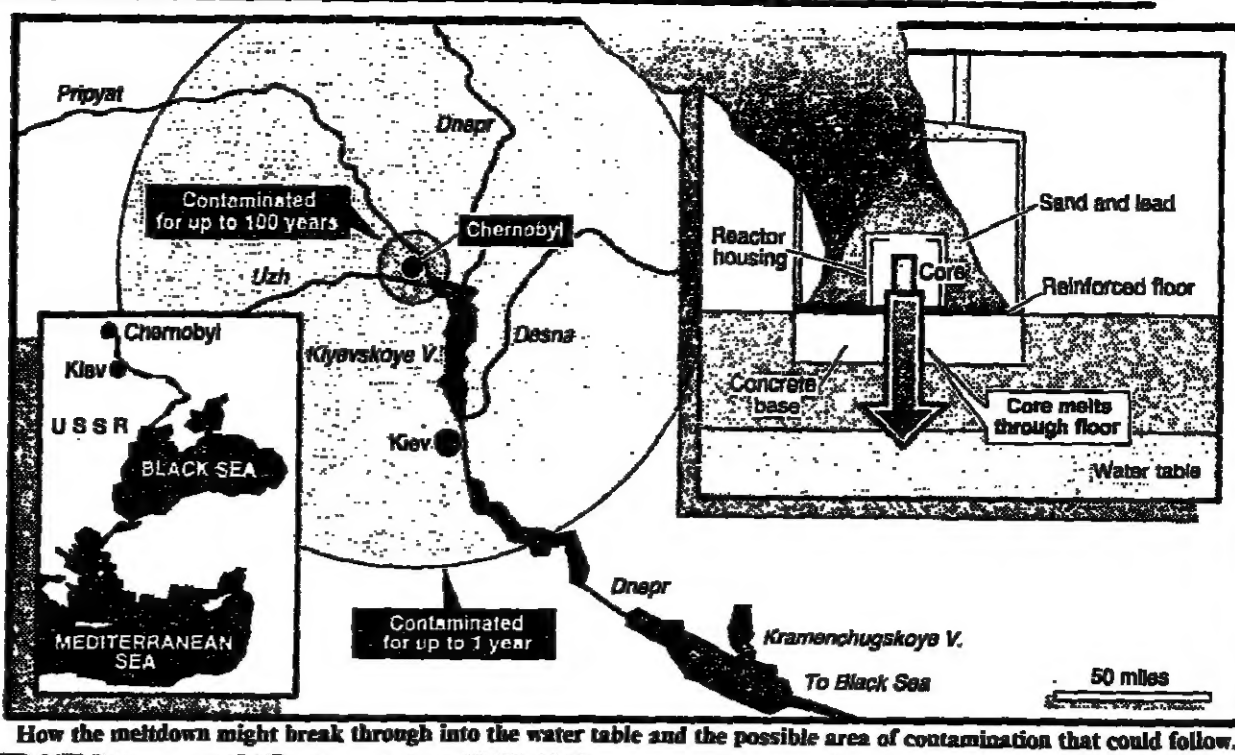 Pripyat
Dnepr
Contaminated
for up to 100 years
Chernobyl
Uzh
Desna
Kiyevskoye V.
Kiev
Chernobyl
Kiev
USSR
BLACK SEA
MEDITERRANEAN
SEA
Contaminated
for up to 1 year
Dnepr
Kramenchugskoye V.
To Black Sea
50 miles
Sand and lead
Reactor
housing
Core
Reinforced floor
Concrete
base
Core melts
through floor
Water table
How the meltdown might break through into the water table and the possible area of contamination that could follow.